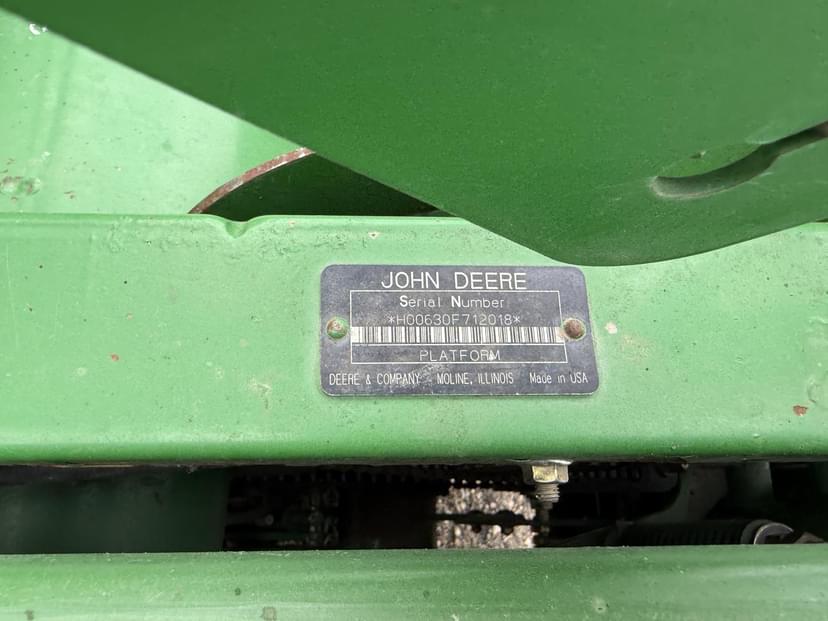 JOHN DEERE
Serial Number
*H00630F712018*
PLATFORM
DEERE & COMPANY MOLINE, ILLINOIS Made in USA